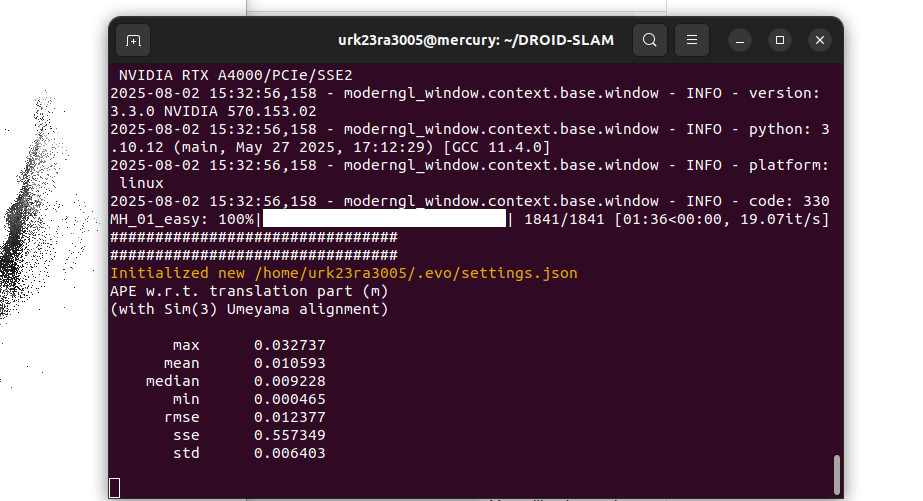 urk23ra3005@mercury: ~/DROID-SLAM
NVIDIA RTX A4000/PCIe/SSE2
2025-08-02 15:32:56,158 - moderngl_window.context.base.window - INFO - version:
3.3.0 NVIDIA 570.153.02
2025-08-02 15:32:56,158 - moderngl_window.context.base.window - INFO - python: 3
.10.12 (main, May 27 2025, 17:12:29) [GCC 11.4.0]
2025-08-02 15:32:56,158 - moderngl_window.context.base.window - INFO - platform:
linux
2025-08-02 15:32:56,158 - moderngl_window.context.base.window - INFO - code: 330
MH_01_easy: 100%|██████████| 1841/1841 [01:36<00:00, 19.07it/s]
################################
################################
Initialized new /home/urk23ra3005/.evo/settings.json
APE w.r.t. translation part (m)
(with Sim(3) Umeyama alignment)
max 0.032737
mean 0.010593
median 0.009228
min 0.000465
rmse 0.012377
sse 0.557349
std 0.006403